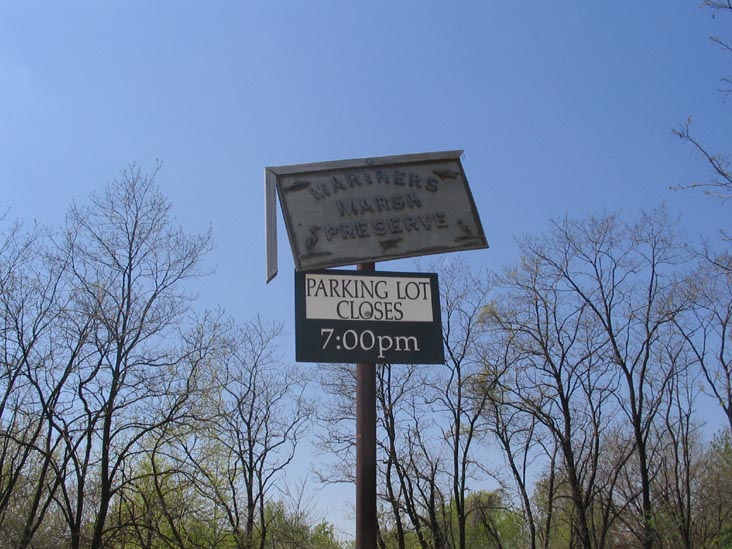 MARINERS
MARSH
PRESERVE
PARKING LOT
CLOSES
7:00pm